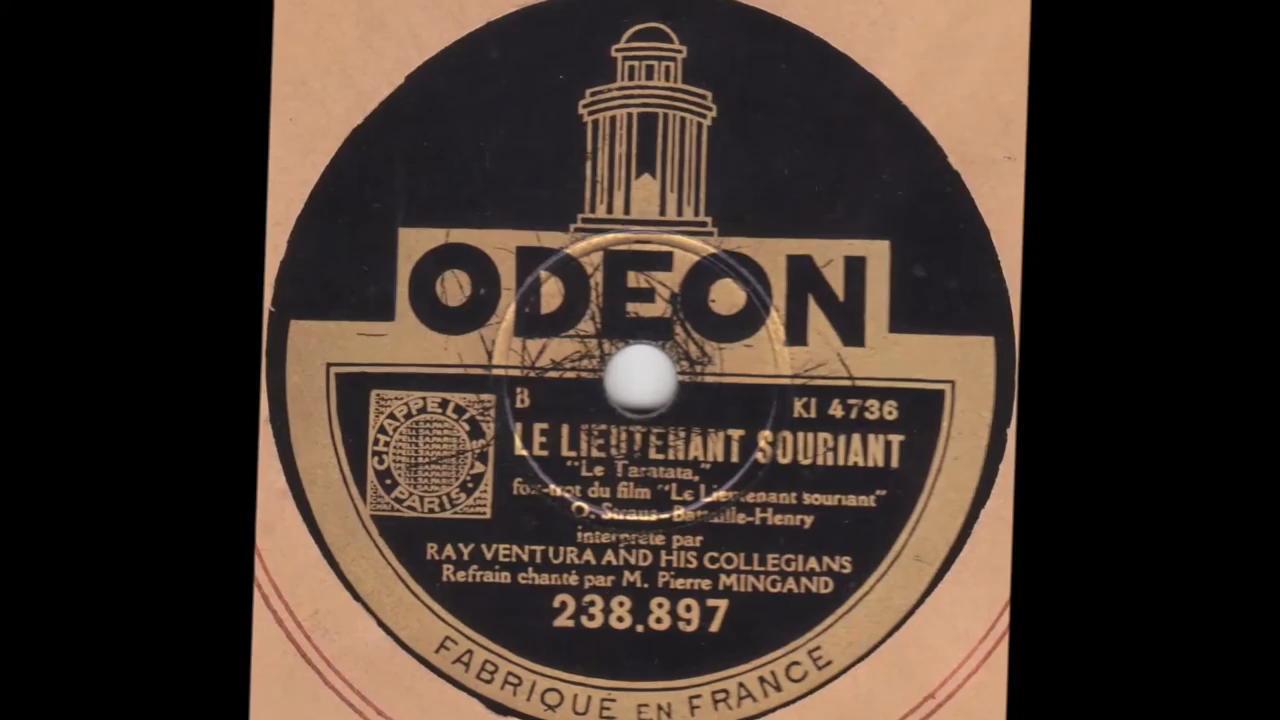 ODEON
B
KI 4736
CHAPPELL S.A.
PARIS
LE LIEUTENANT SOURIANT
"Le Taratata,"
fox-trot du film "Le Lieutenant souriant"
O. Straus-Bataille-Henry
interprété par
RAY VENTURA AND HIS COLLEGIANS
Refrain chanté par M. Pierre MINGAND
238.897
FABRIQUÉ EN FRANCE